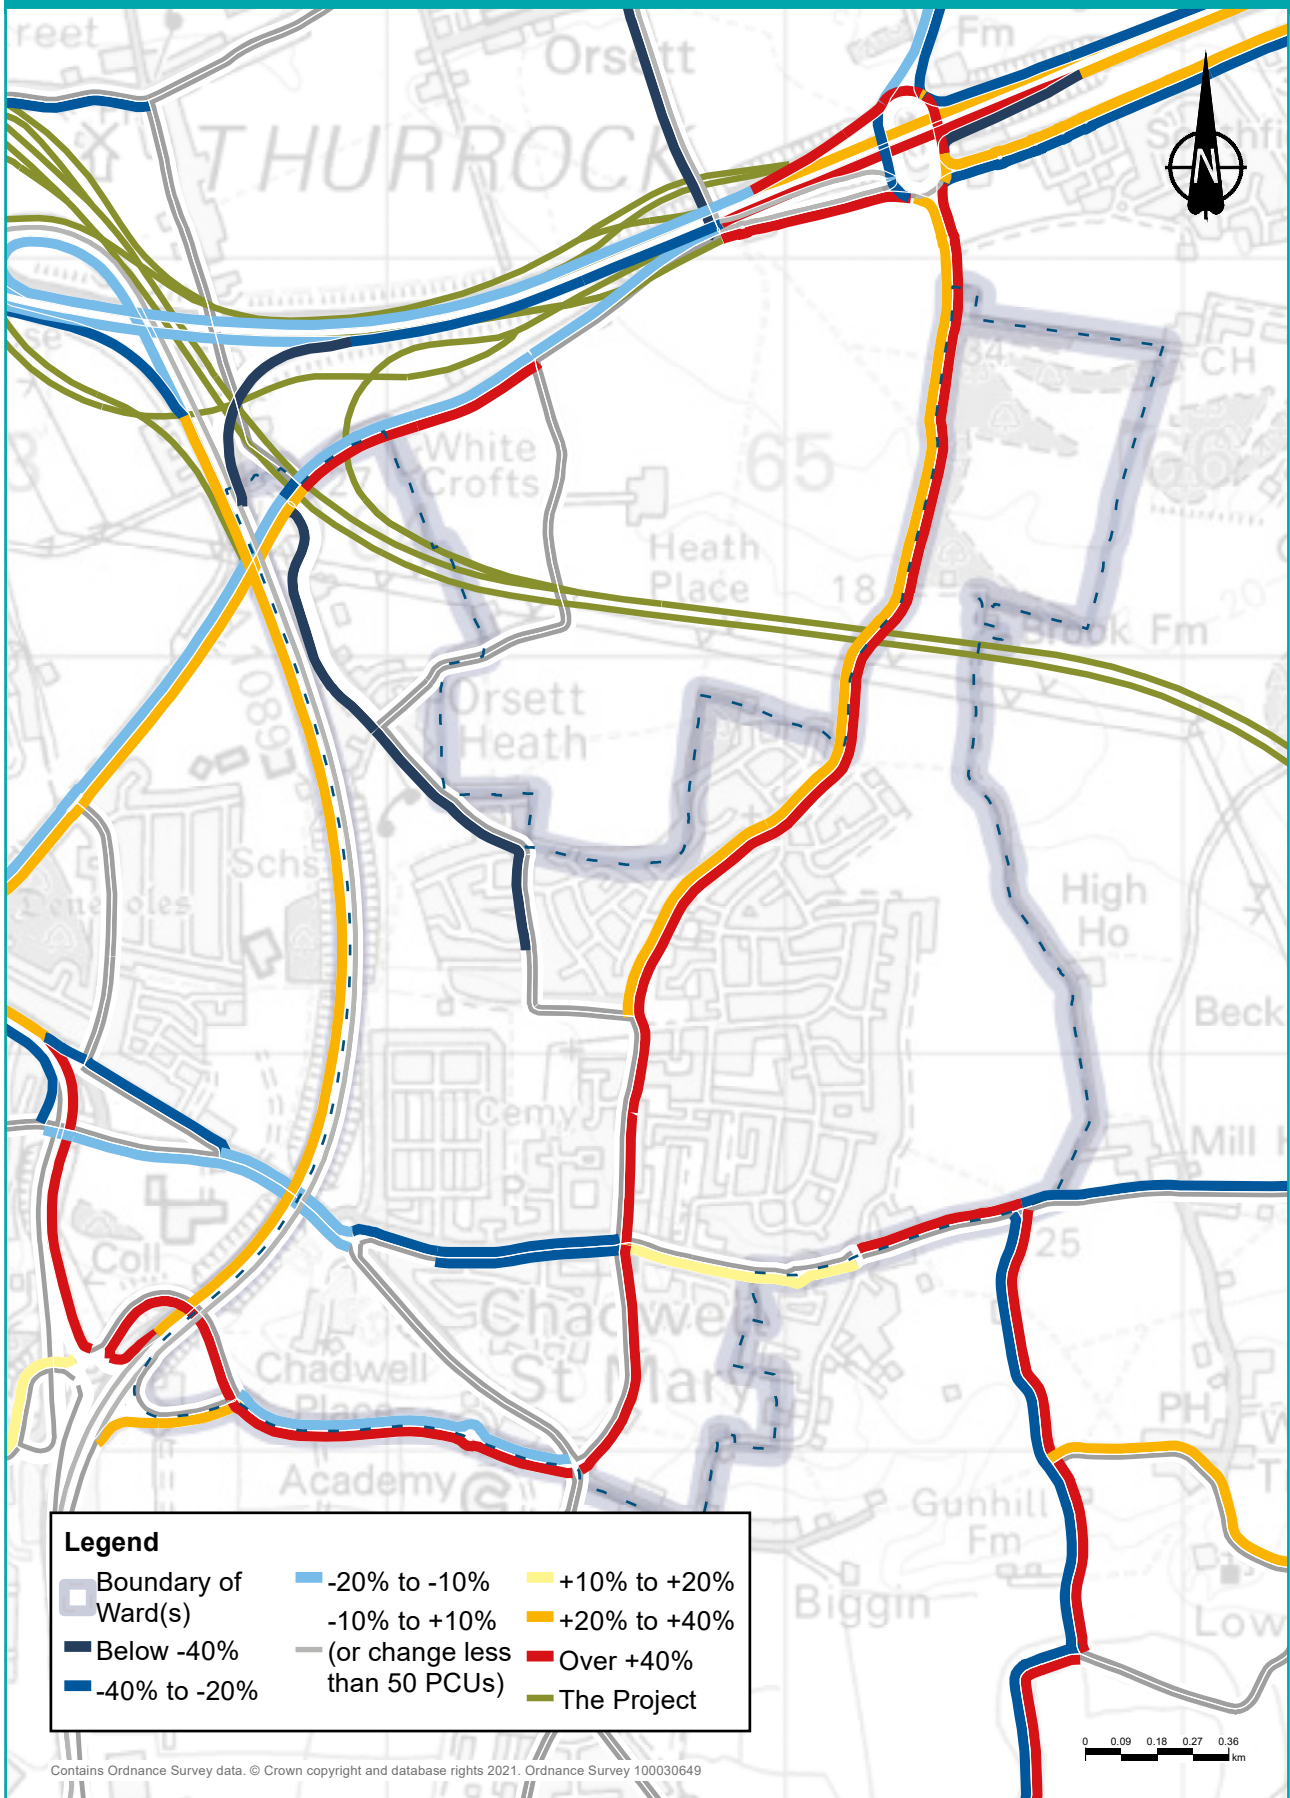 reet
Orsett
Fm
THURROCK
N
CH
se
White
Crofts
65
Heath
Place
18
20
Brook Fm
1089
Orsett
Heath
Schs
High
Ho
Beck
emy
Mill H
25
Coll
Chadwell
St Mary
Chadwell
Place
PH
W
T
Academy
Gunhill
Fm
Biggin
Low
Legend
Boundary of
Ward(s)
Below -40%
-40% to -20%
-20% to -10%
-10% to +10%
(or change less
than 50 PCUs)
+10% to +20%
+20% to +40%
Over +40%
The Project
0 0.09 0.18 0.27 0.36
km
Contains Ordnance Survey data. © Crown copyright and database rights 2021. Ordnance Survey 100030649